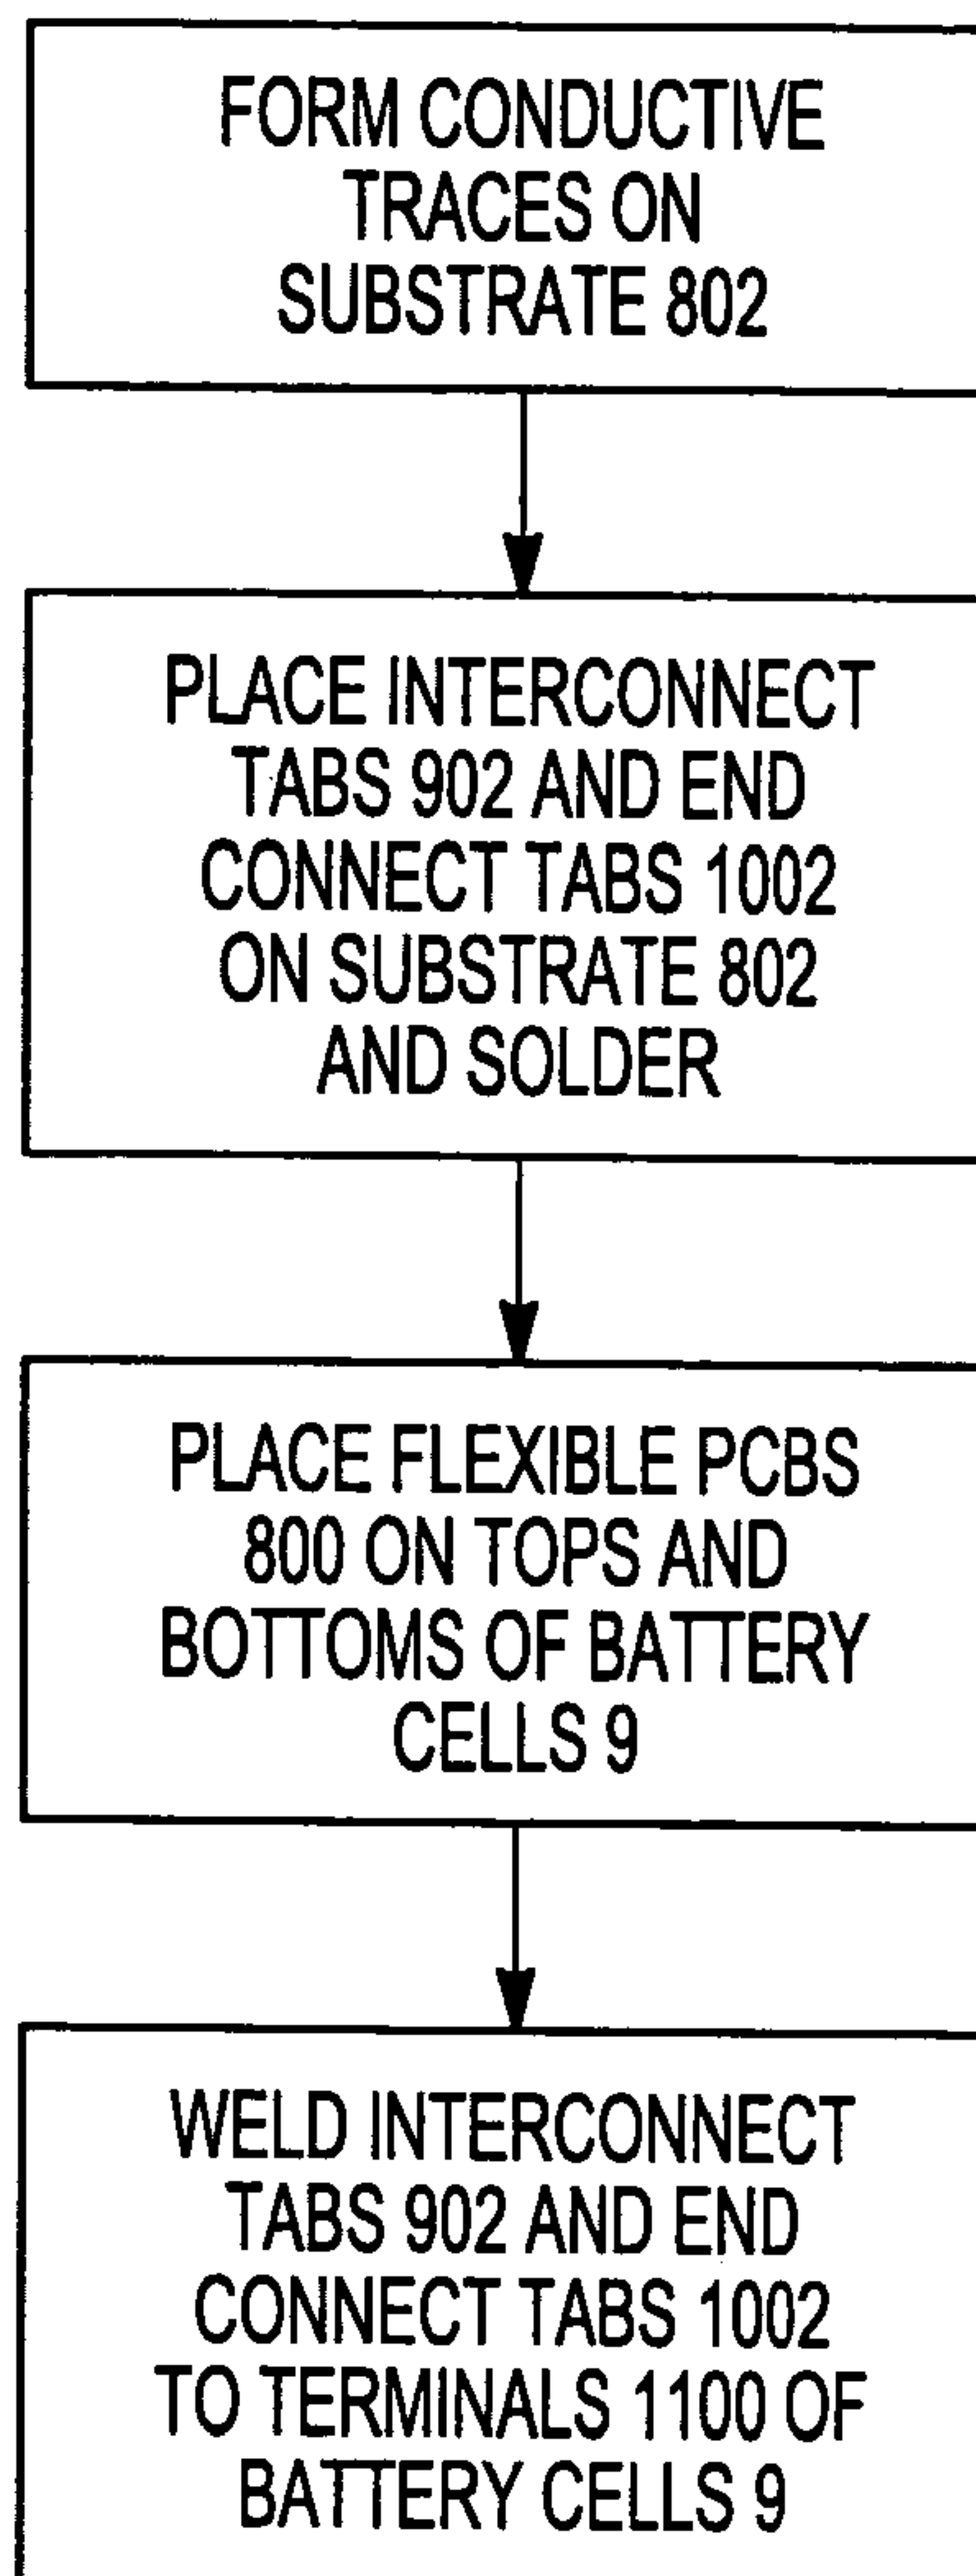 FORM CONDUCTIVE
TRACES ON
SUBSTRATE 802
PLACE INTERCONNECT
TABS 902 AND END
CONNECT TABS 1002
ON SUBSTRATE 802
AND SOLDER
PLACE FLEXIBLE PCBS
800 ON TOPS AND
BOTTOMS OF BATTERY
CELLS 9
WELD INTERCONNECT
TABS 902 AND END
CONNECT TABS 1002
TO TERMINALS 1100 OF
BATTERY CELLS 9